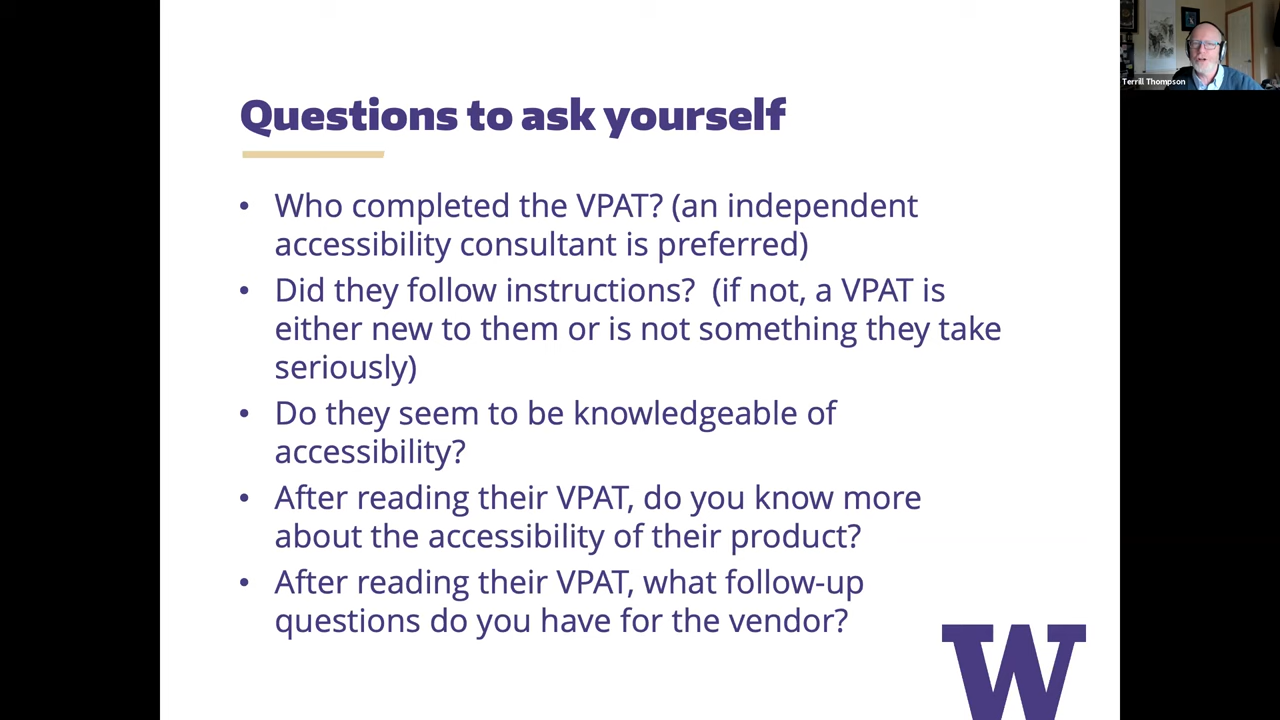 Terrill Thompson
Questions to ask yourself
• Who completed the VPAT? (an independent
accessibility consultant is preferred)
• Did they follow instructions?  (if not, a VPAT is
either new to them or is not something they take
seriously)
• Do they seem to be knowledgeable of
accessibility?
• After reading their VPAT, do you know more
about the accessibility of their product?
• After reading their VPAT, what follow-up
questions do you have for the vendor?
W